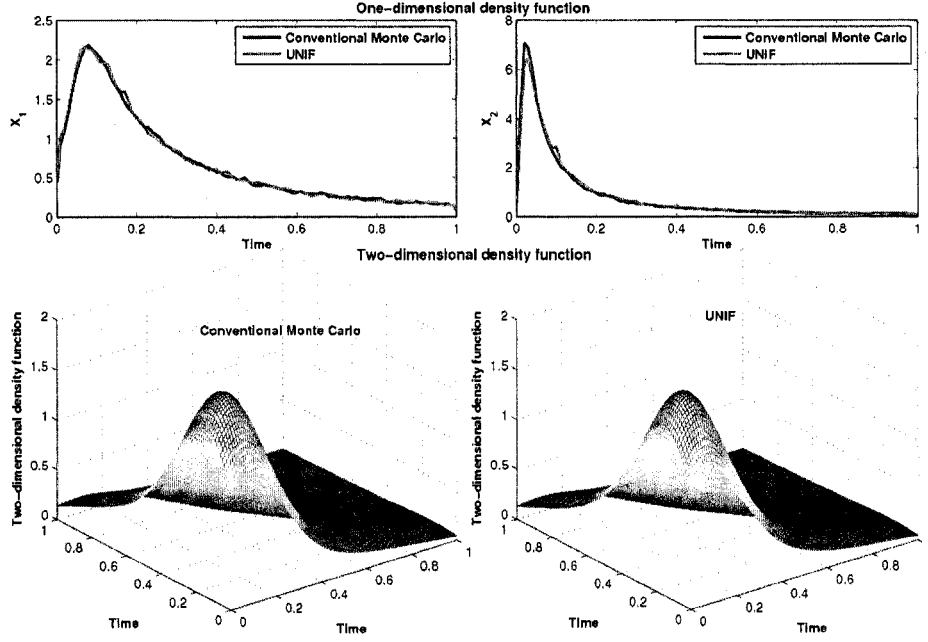 One-dimensional density function
2.5
2
1.5
1
0.5
0
X1
Conventional Monte Carlo
UNIF
0 0.2 0.4 0.6 0.8 1
Time
8
6
4
2
0
X2
Conventional Monte Carlo
UNIF
0 0.2 0.4 0.6 0.8 1
Time
Two-dimensional density function
Conventional Monte Carlo
Two-dimensional density function
2
1.5
1
0.5
0
1
0.8
0.6
0.4
0.2
0
Time
0
0.2
0.4
0.6
0.8
1
Time
UNIF
Two-dimensional density function
2
1.5
1
0.5
0
1
0.8
0.6
0.4
0.2
0
Time
0
0.2
0.4
0.6
0.8
1
Time